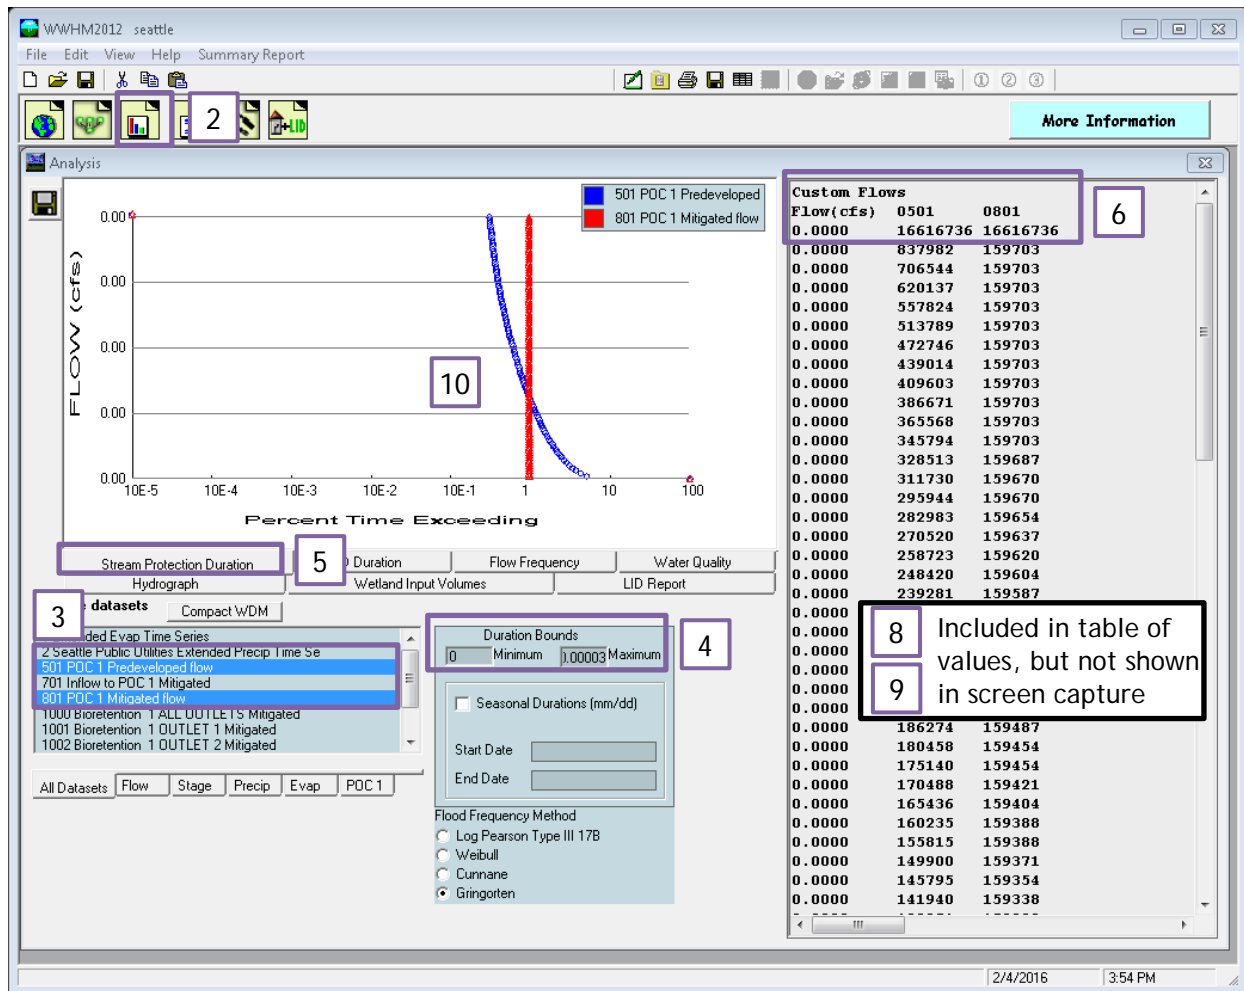 WWHM2012 seattle
File Edit View Help Summary Report
2
+LID
More Information
Analysis
501 POC 1 Predeveloped
801 POC 1 Mitigated flow
FLOW (cfs)
0.00
0.00
0.00
0.00
0.00
10E-5 10E-4 10E-3 10E-2 10E-1 1 10 100
Percent Time Exceeding
10
Stream Protection Duration 5 Duration Flow Frequency Water Quality
Hydrograph Wetland Input Volumes LID Report
3 datasets Compact WDM
ded Evap Time Series
2 Seattle Public Utilities Extended Precip Time Se
501 POC 1 Predeveloped flow
701 Inflow to POC 1 Mitigated
801 POC 1 Mitigated flow
1000 Bioretention 1 ALL OUTLETS Mitigated
1001 Bioretention 1 OUTLET 1 Mitigated
1002 Bioretention 1 OUTLET 2 Mitigated
All Datasets Flow Stage Precip Evap POC 1
Duration Bounds
0 Minimum 0.00003 Maximum
4
Seasonal Durations (mm/dd)
Start Date
End Date
Flood Frequency Method
Log Pearson Type III 17B
Weibull
Cunnane
Gringorten
Custom Flows
Flow(cfs) 0501 0801
0.0000 16616736 16616736
6
0.0000 837982 159703
0.0000 706544 159703
0.0000 620137 159703
0.0000 557824 159703
0.0000 513789 159703
0.0000 472746 159703
0.0000 439014 159703
0.0000 409603 159703
0.0000 386671 159703
0.0000 365568 159703
0.0000 345794 159703
0.0000 328513 159687
0.0000 311730 159670
0.0000 295944 159670
0.0000 282983 159654
0.0000 270520 159637
0.0000 258723 159620
0.0000 248420 159604
0.0000 239281 159587
0.0000
0.0000
0.0000
0.0000
0.0000
8 Included in table of
9 values, but not shown
in screen capture
0.0000 186274 159487
0.0000 180458 159454
0.0000 175140 159454
0.0000 170488 159421
0.0000 165436 159404
0.0000 160235 159388
0.0000 155815 159388
0.0000 149900 159371
0.0000 145795 159354
0.0000 141940 159338
2/4/2016 3:54 PM